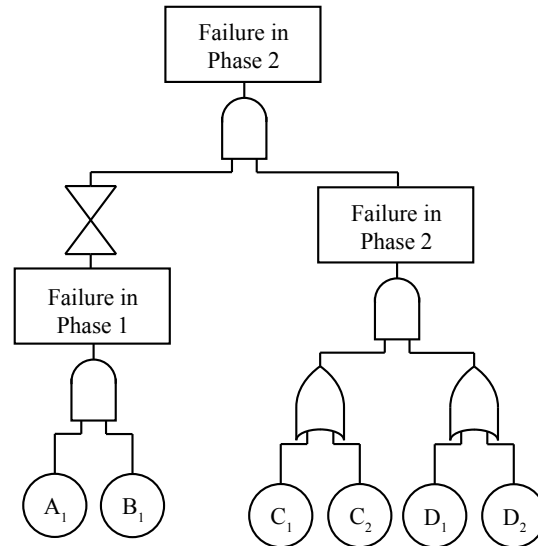 Failure in
Phase 2
Failure in
Phase 2
Failure in
Phase 1
A₁
B₁
C₁
C₂
D₁
D₂